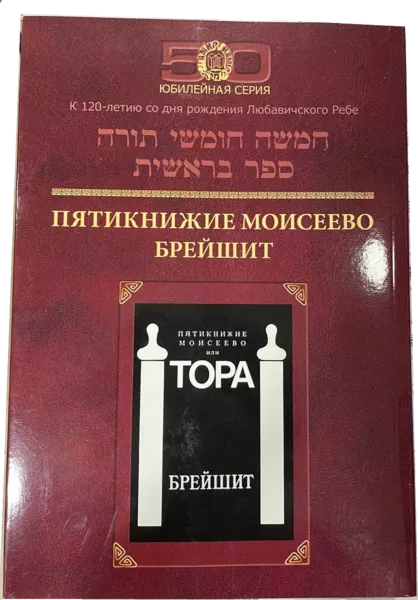 50
ЮБИЛЕЙНАЯ СЕРИЯ
К 120-летию со дня рождения Любавичского Ребе
חמשה חומשי תורה
ספר בראשית
ПЯТИКНИЖИЕ МОИСЕЕВО
БРЕЙШИТ
ПЯТИКНИЖИЕ
МОИСЕЕВО
ИЛИ
ТОРА
БРЕЙШИТ